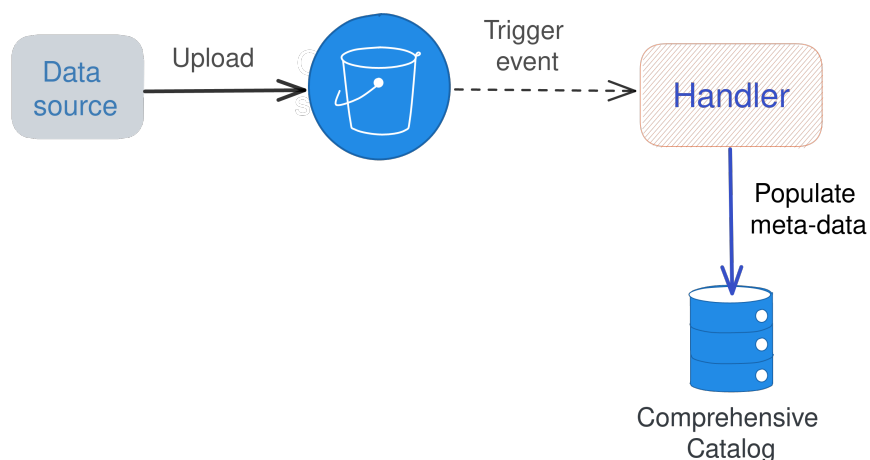 Data
source
Upload
Trigger
event
Handler
Populate
meta-data
Comprehensive
Catalog